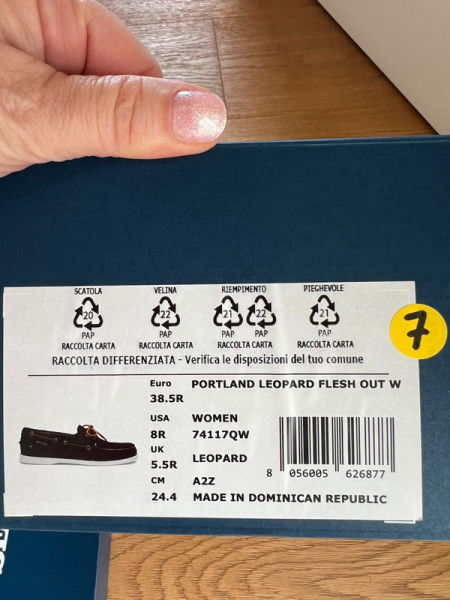 SCATOLA VELINA RIEMPIMENTO PIEGHEVOLE
20 22 21 22 21
PAP PAP PAP PAP PAP
RACCOLTA CARTA RACCOLTA CARTA RACCOLTA CARTA RACCOLTA CARTA
RACCOLTA DIFFERENZIATA - Verifica le disposizioni del tuo comune
7
Euro PORTLAND LEOPARD FLESH OUT W
38.5R
USA WOMEN
8R 74117QW
UK
5.5R LEOPARD
CM A2Z
24.4 MADE IN DOMINICAN REPUBLIC
8 056005 626877